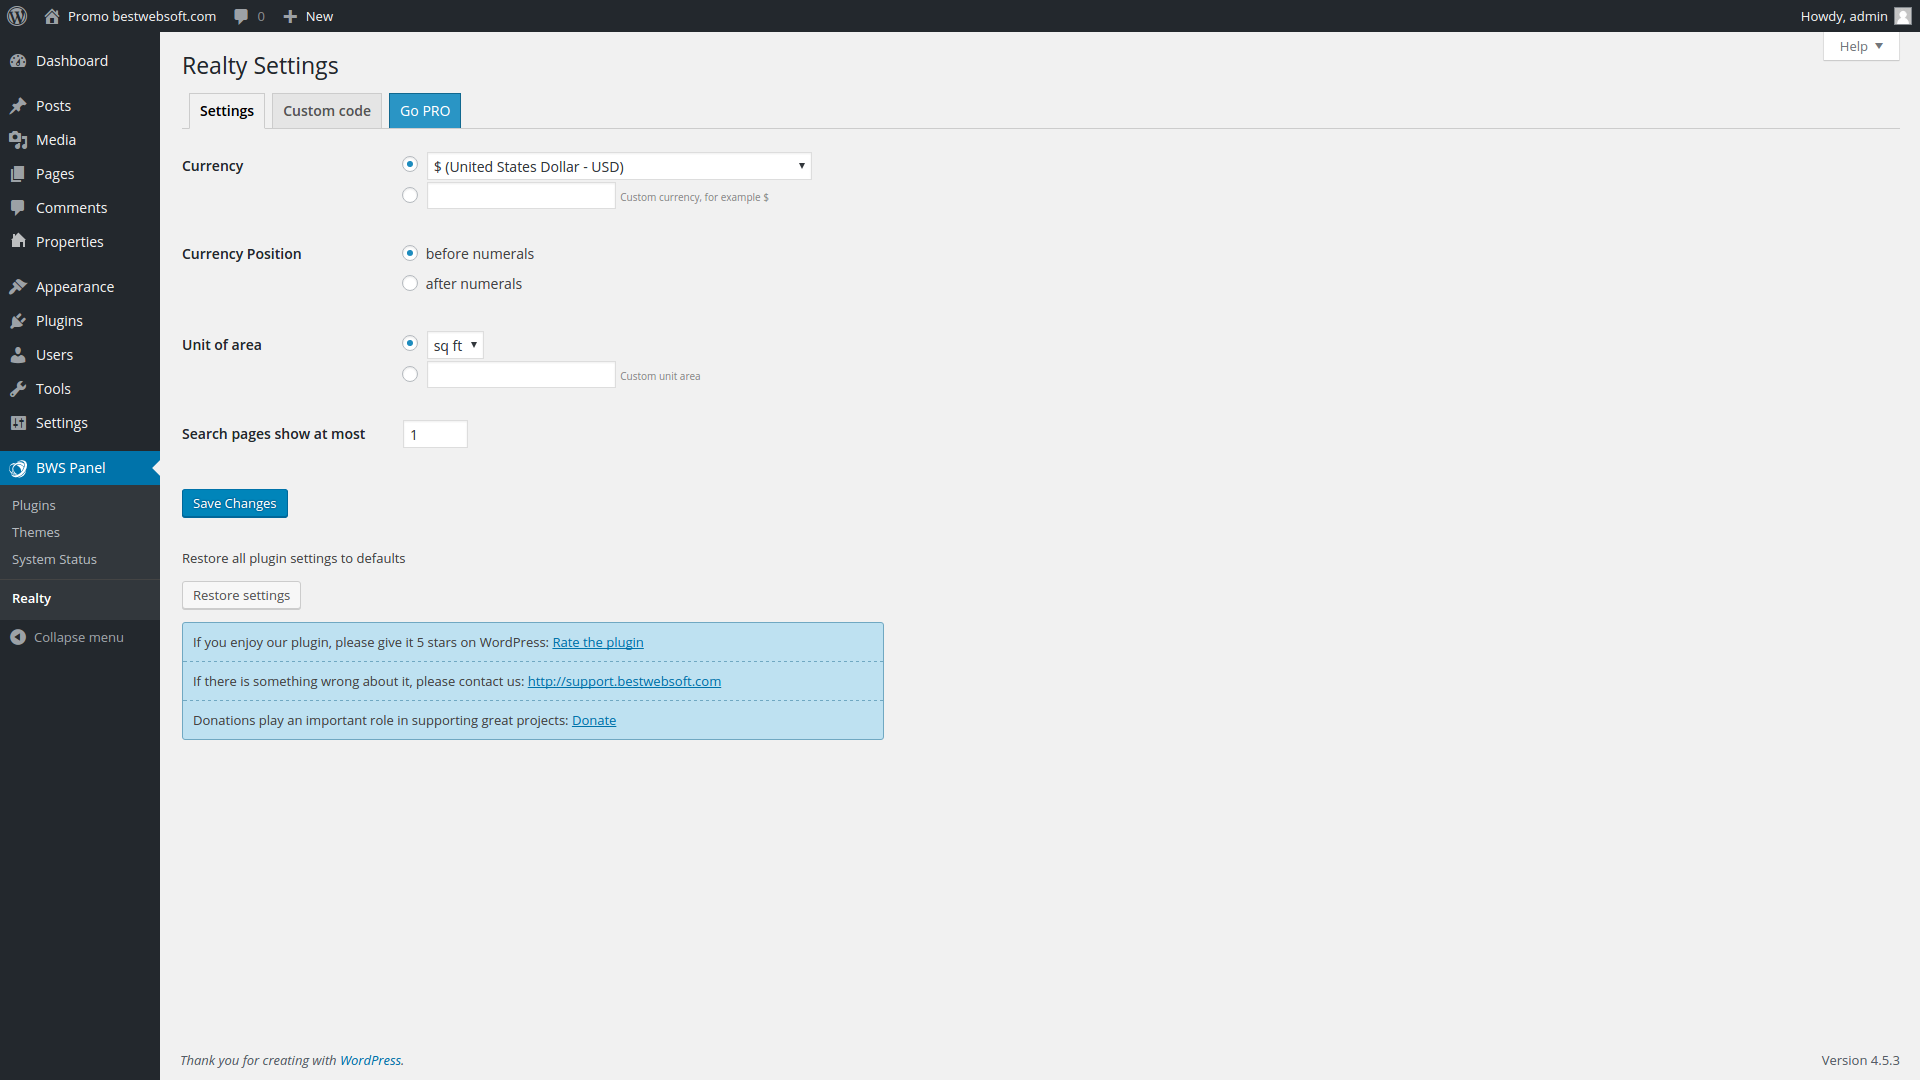 Promo bestwebsoft.com 0 New Howdy, admin
Help
Dashboard
Posts
Media
Pages
Comments
Properties
Appearance
Plugins
Users
Tools
Settings
BWS Panel
Plugins
Themes
System Status
Realty
Collapse menu
Realty Settings
Settings Custom code Go PRO
Currency
$ (United States Dollar - USD)
Custom currency, for example $
Currency Position
before numerals
after numerals
Unit of area
sq ft
Custom unit area
Search pages show at most 1
Save Changes
Restore all plugin settings to defaults
Restore settings
If you enjoy our plugin, please give it 5 stars on WordPress: Rate the plugin
If there is something wrong about it, please contact us: http://support.bestwebsoft.com
Donations play an important role in supporting great projects: Donate
Thank you for creating with WordPress.
Version 4.5.3